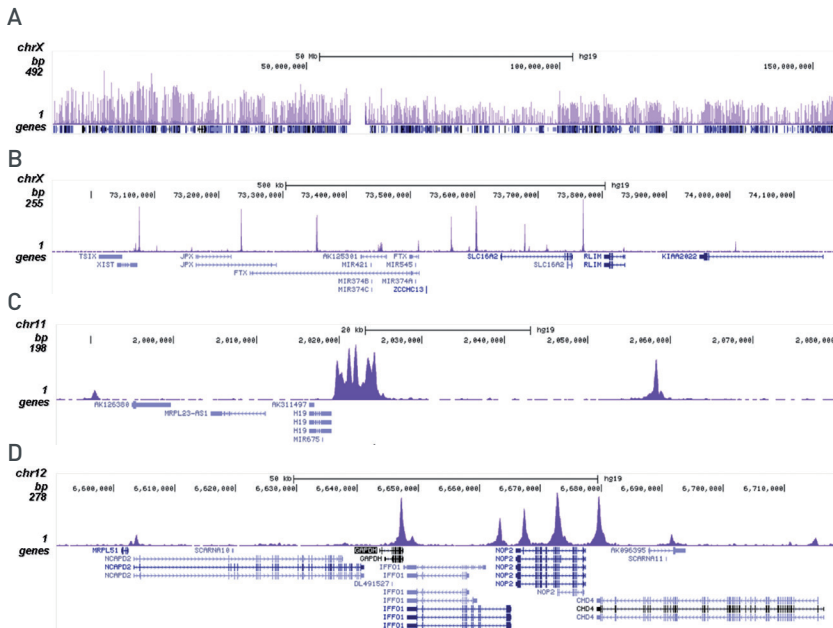 A
chrX
50 Mb hg19
bp
50,000,000 100,000,000 150,000,000
492
1
genes
B
chrX
500 kb hg19
bp
73,100,000 73,200,000 73,300,000 73,400,000 73,500,000 73,600,000 73,700,000 73,800,000 73,900,000 74,000,000 74,100,000
255
1
genes
TSIX JPX AK125301 FTX SLC16A2 RLIM KIAA2022
XIST JPX MIR421 MIR545 SLC16A2 RLIM
FTX
MIR374B MIR374A
MIR374C ZCCHC13
C
chr11
20 kb hg19
bp
2,000,000 2,010,000 2,020,000 2,030,000 2,040,000 2,050,000 2,060,000 2,070,000 2,080,000
198
1
genes
AK126380 AK311497
MRPL23-AS1 H19
H19
H19
MIR675
D
chr12
50 kb hg19
bp
6,600,000 6,610,000 6,620,000 6,630,000 6,640,000 6,650,000 6,660,000 6,670,000 6,680,000 6,690,000 6,700,000 6,710,000
278
1
genes
MRPL51 SCARNA10 GAPDH NOP2 AK096395
NCAPD2 GAPDH NOP2 SCARNA11
NCAPD2 IFFO1 NOP2
NCAPD2 IFFO1 NOP2
DL491527 NOP2
IFFO1 NOP2
IFFO1 CHD4
IFFO1 CHD4
IFFO1 CHD4